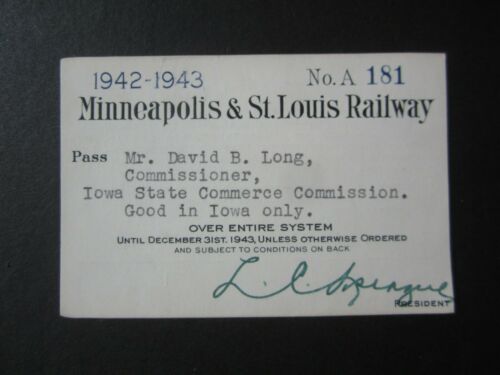 1942-1943 No. A 181
Minneapolis & St. Louis Railway
Pass Mr. David B. Long,
Commissioner,
Iowa State Commerce Commission.
Good in Iowa only.
OVER ENTIRE SYSTEM
UNTIL DECEMBER 31ST. 1943, UNLESS OTHERWISE ORDERED
AND SUBJECT TO CONDITIONS ON BACK
L. C. Sprague
PRESIDENT